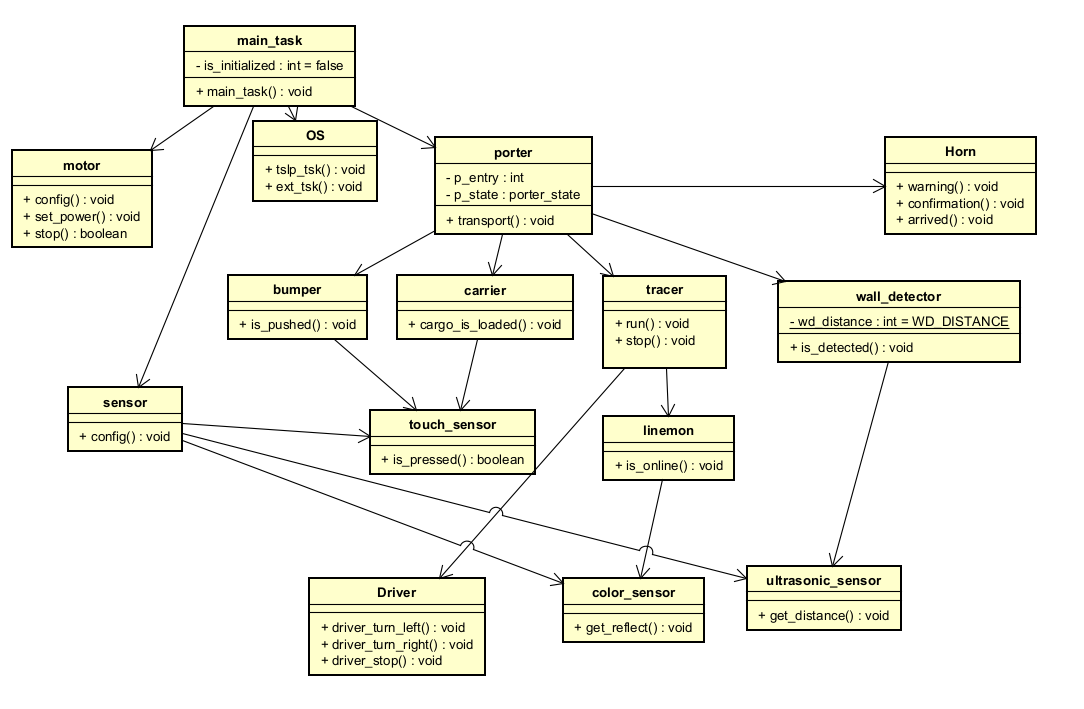 main_task
- is_initialized : int = false
+ main_task() : void
OS
+ tslp_tsk() : void
+ ext_tsk() : void
motor
+ config() : void
+ set_power() : void
+ stop() : boolean
porter
- p_entry : int
- p_state : porter_state
+ transport() : void
Horn
+ warning() : void
+ confirmation() : void
+ arrived() : void
bumper
+ is_pushed() : void
carrier
+ cargo_is_loaded() : void
tracer
+ run() : void
+ stop() : void
wall_detector
- wd_distance : int = WD_DISTANCE
+ is_detected() : void
sensor
+ config() : void
touch_sensor
+ is_pressed() : boolean
linemon
+ is_online() : void
Driver
+ driver_turn_left() : void
+ driver_turn_right() : void
+ driver_stop() : void
color_sensor
+ get_reflect() : void
ultrasonic_sensor
+ get_distance() : void